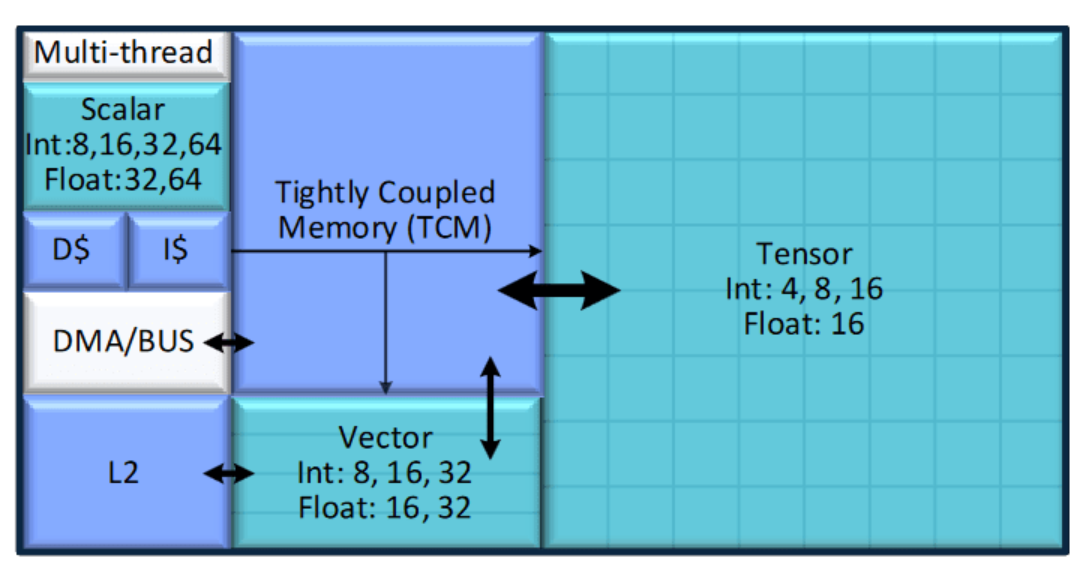 Multi-thread
Scalar
Int:8,16,32,64
Float:32,64
D$
I$
DMA/BUS
L2
Tightly Coupled
Memory (TCM)
Vector
Int: 8, 16, 32
Float: 16, 32
Tensor
Int: 4, 8, 16
Float: 16